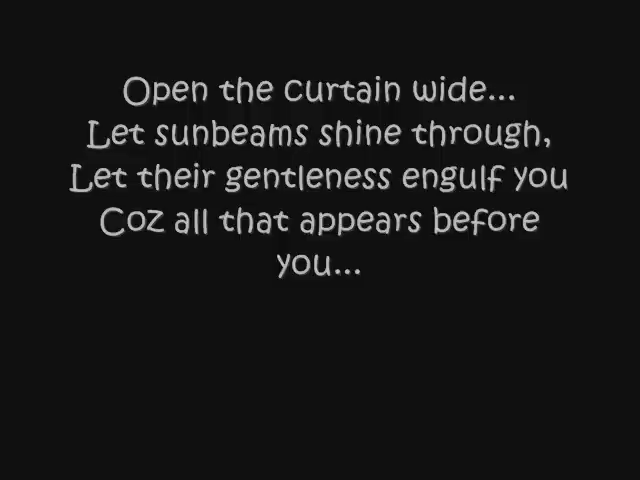 Open the curtain wide...
Let sunbeams shine through,
Let their gentleness engulf you
Coz all that appears before
you...